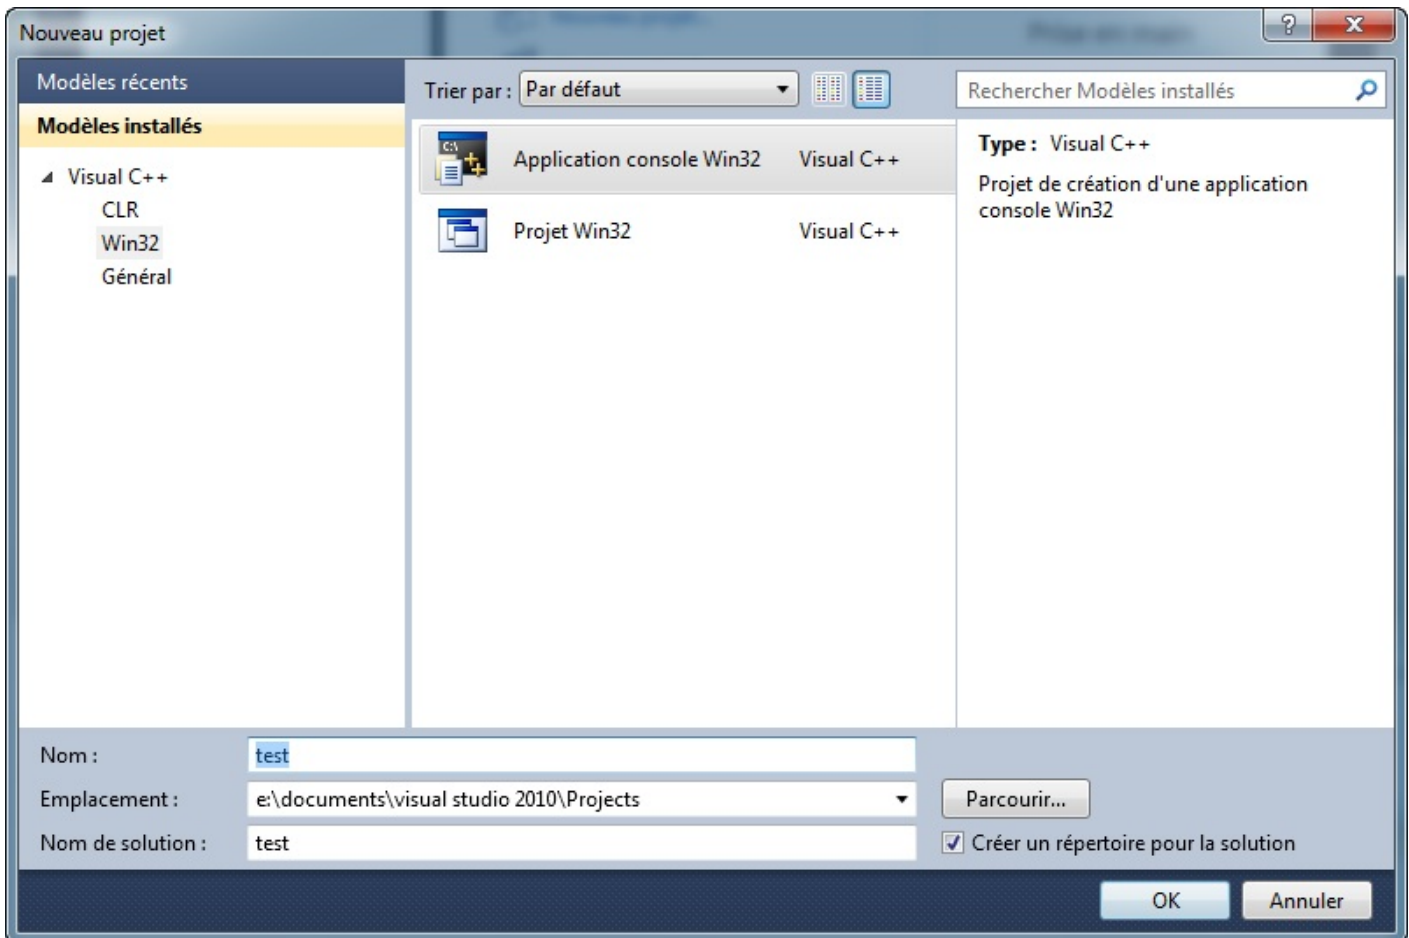 Nouveau projet
Modèles récents
Modèles installés
Visual C++
CLR
Win32
Général
Trier par : Par défaut
Application console Win32 Visual C++
Projet Win32 Visual C++
Rechercher Modèles installés
Type : Visual C++
Projet de création d'une application
console Win32
Nom : test
Emplacement : e:\documents\visual studio 2010\Projects Parcourir...
Nom de solution : test Créer un répertoire pour la solution
OK Annuler